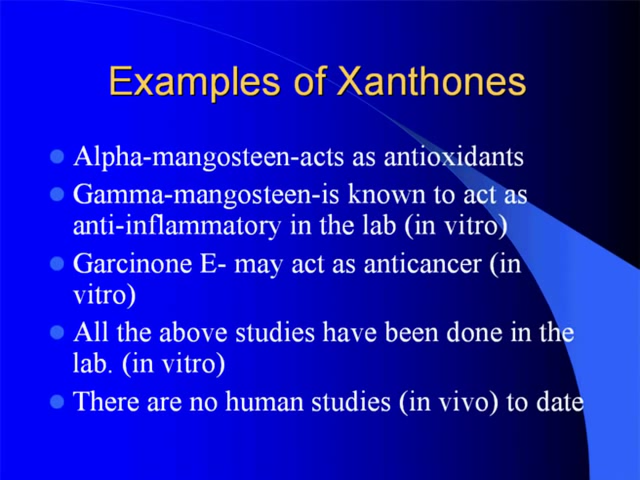 Examples of Xanthones
Alpha-mangosteen-acts as antioxidants
Gamma-mangosteen-is known to act as
anti-inflammatory in the lab (in vitro)
Garcinone E- may act as anticancer (in
vitro)
All the above studies have been done in the
lab. (in vitro)
There are no human studies (in vivo) to date